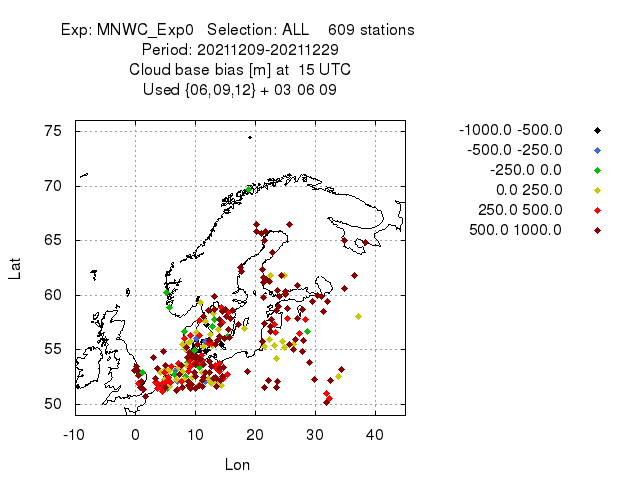 Exp: MNWC_Exp0   Selection: ALL    609 stations
Period: 20211209-20211229
Cloud base bias [m] at  15 UTC
Used {06,09,12} + 03 06 09
-1000.0 -500.0
-500.0 -250.0
-250.0 0.0
0.0 250.0
250.0 500.0
500.0 1000.0
75
70
65
60
55
50
Lat
-10 0 10 20 30 40
Lon